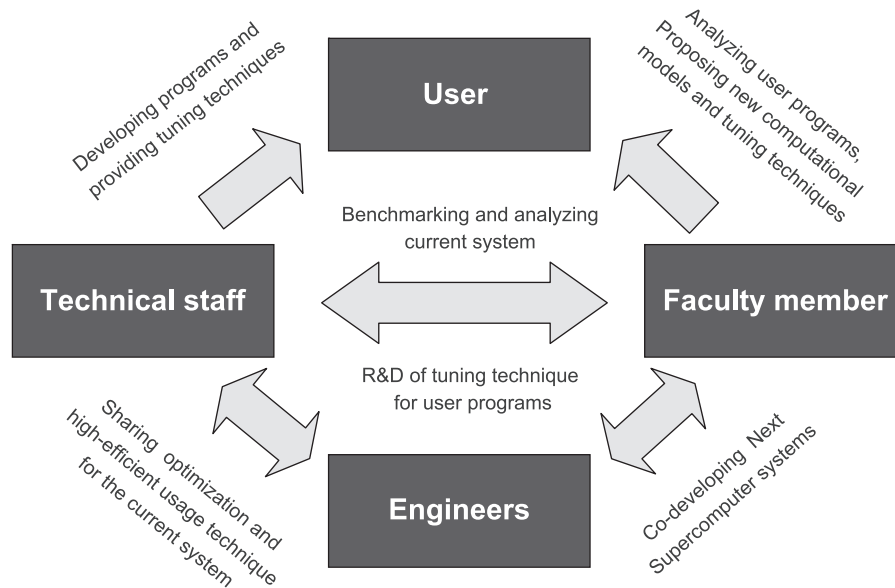 Developing programs and
providing tuning techniques
User
Analyzing user programs,
Proposing new computational
models and tuning techniques
Benchmarking and analyzing
current system
Technical staff
Faculty member
R&D of tuning technique
for user programs
Sharing optimization and
high-efficient usage technique
for the current system
Engineers
Co-developing Next
Supercomputer systems